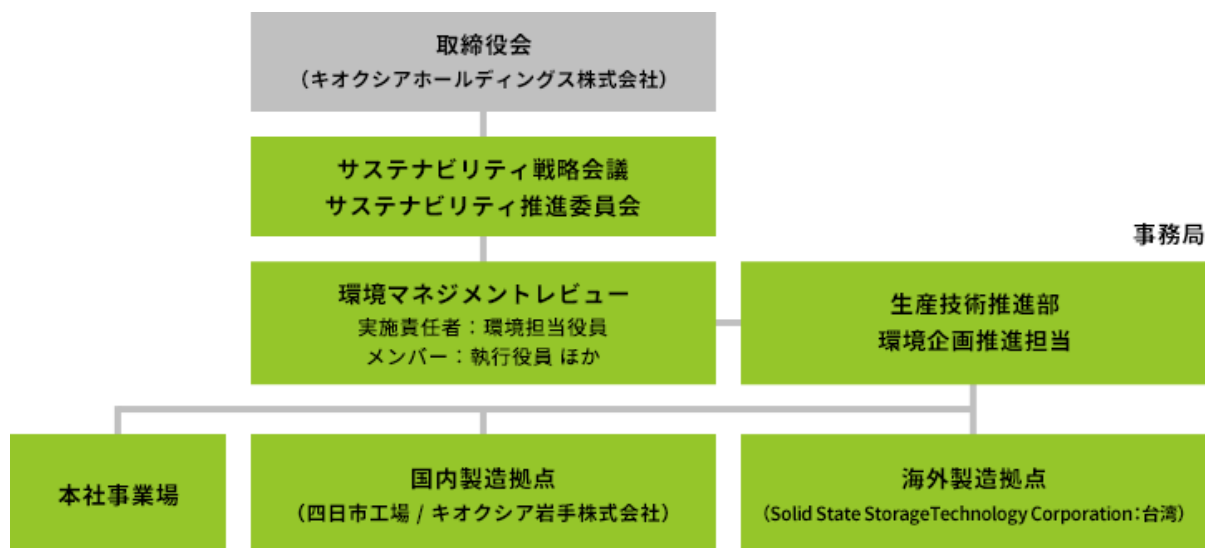 取締役会
（キオクシアホールディングス株式会社）
サステナビリティ戦略会議
サステナビリティ推進委員会
事務局
環境マネジメントレビュー
実施責任者：環境担当役員
メンバー：執行役員 ほか
生産技術推進部
環境企画推進担当
本社事業場
国内製造拠点
（四日市工場 / キオクシア岩手株式会社）
海外製造拠点
（Solid State StorageTechnology Corporation：台湾）